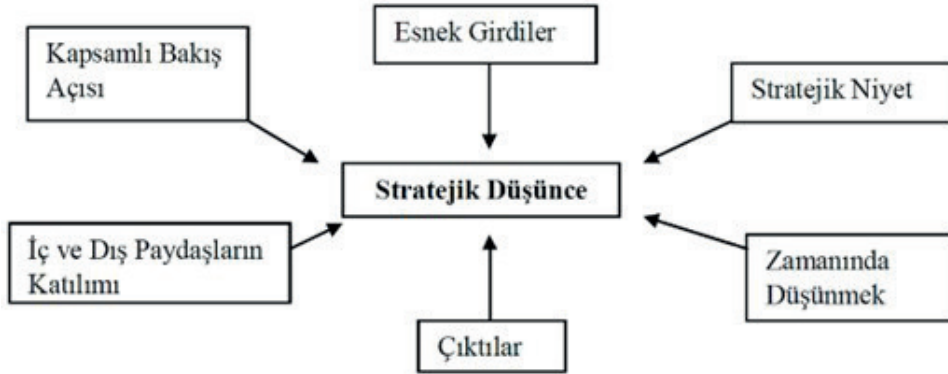 Esnek Girdiler
Kapsamlı Bakış
Açısı
Stratejik Niyet
Stratejik Düşünce
İç ve Dış Paydaşların
Katılımı
Zamanında
Düşünmek
Çıktılar